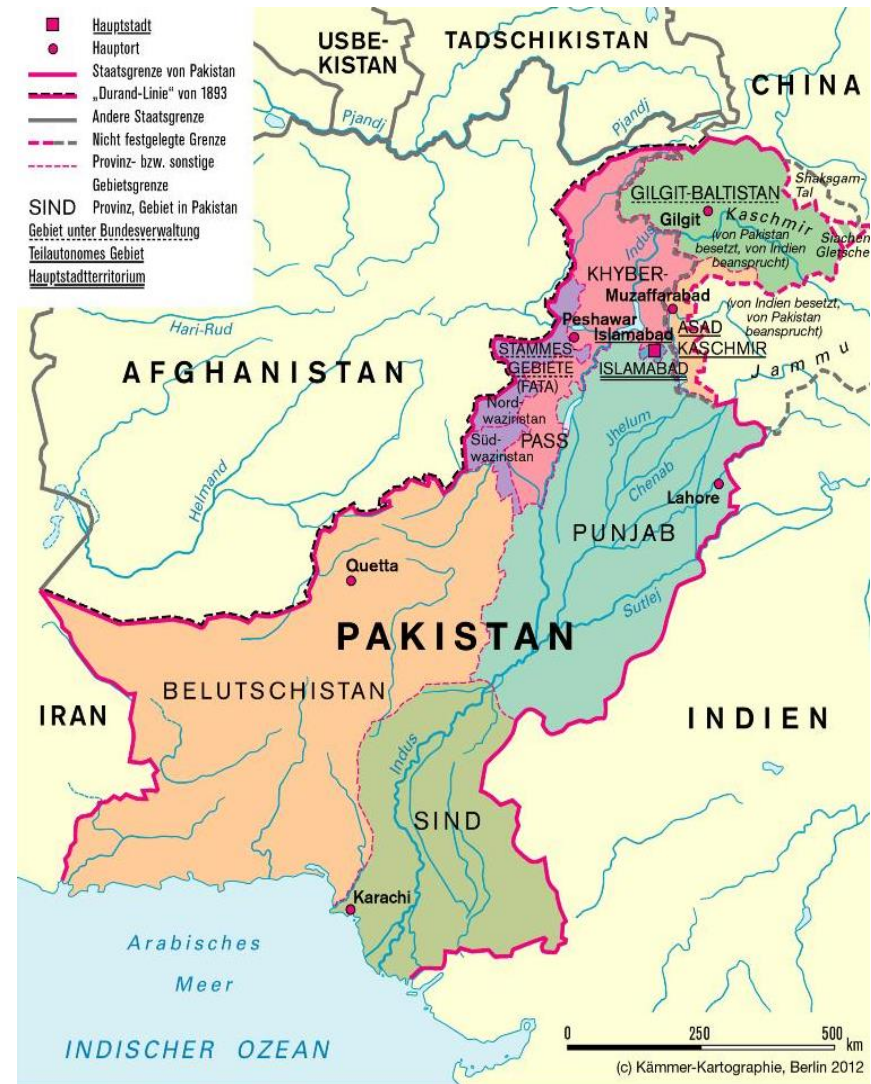 Hauptstadt
Hauptort
Staatsgrenze von Pakistan
„Durand-Linie“ von 1893
Andere Staatsgrenze
Nicht festgelegte Grenze
Provinz- bzw. sonstige
Gebietsgrenze
SIND Provinz, Gebiet in Pakistan
Gebiet unter Bundesverwaltung
Teilautonomes Gebiet
Hauptstadtterritorium
USBE-
KISTAN
TADSCHIKISTAN
CHINA
Pjandj
Pjandj
Shaksgam-
Tal
GILGIT-BALTISTAN
Gilgit
Kaschmir
(von Pakistan
besetzt, von Indien
beansprucht)
Siachen
Gletscher
Indus
KHYBER-
Muzaffarabad
(von Indien besetzt,
von Pakistan
beansprucht)
Peshawar
Islamabad
ASAD
KASCHMIR
Jammu
Hari-Rud
STAMMES
GEBIETE
(FATA)
ISLAMABAD
AFGHANISTAN
Nord-
waziristan
Süd-
waziristan
PASS
Jhelum
Chenab
Lahore
Helmand
PUNJAB
Quetta
Sutlej
PAKISTAN
BELUTSCHISTAN
IRAN
INDIEN
Indus
SIND
Karachi
Arabisches
Meer
INDISCHER OZEAN
0 250 500
km
(c) Kämmer-Kartographie, Berlin 2012